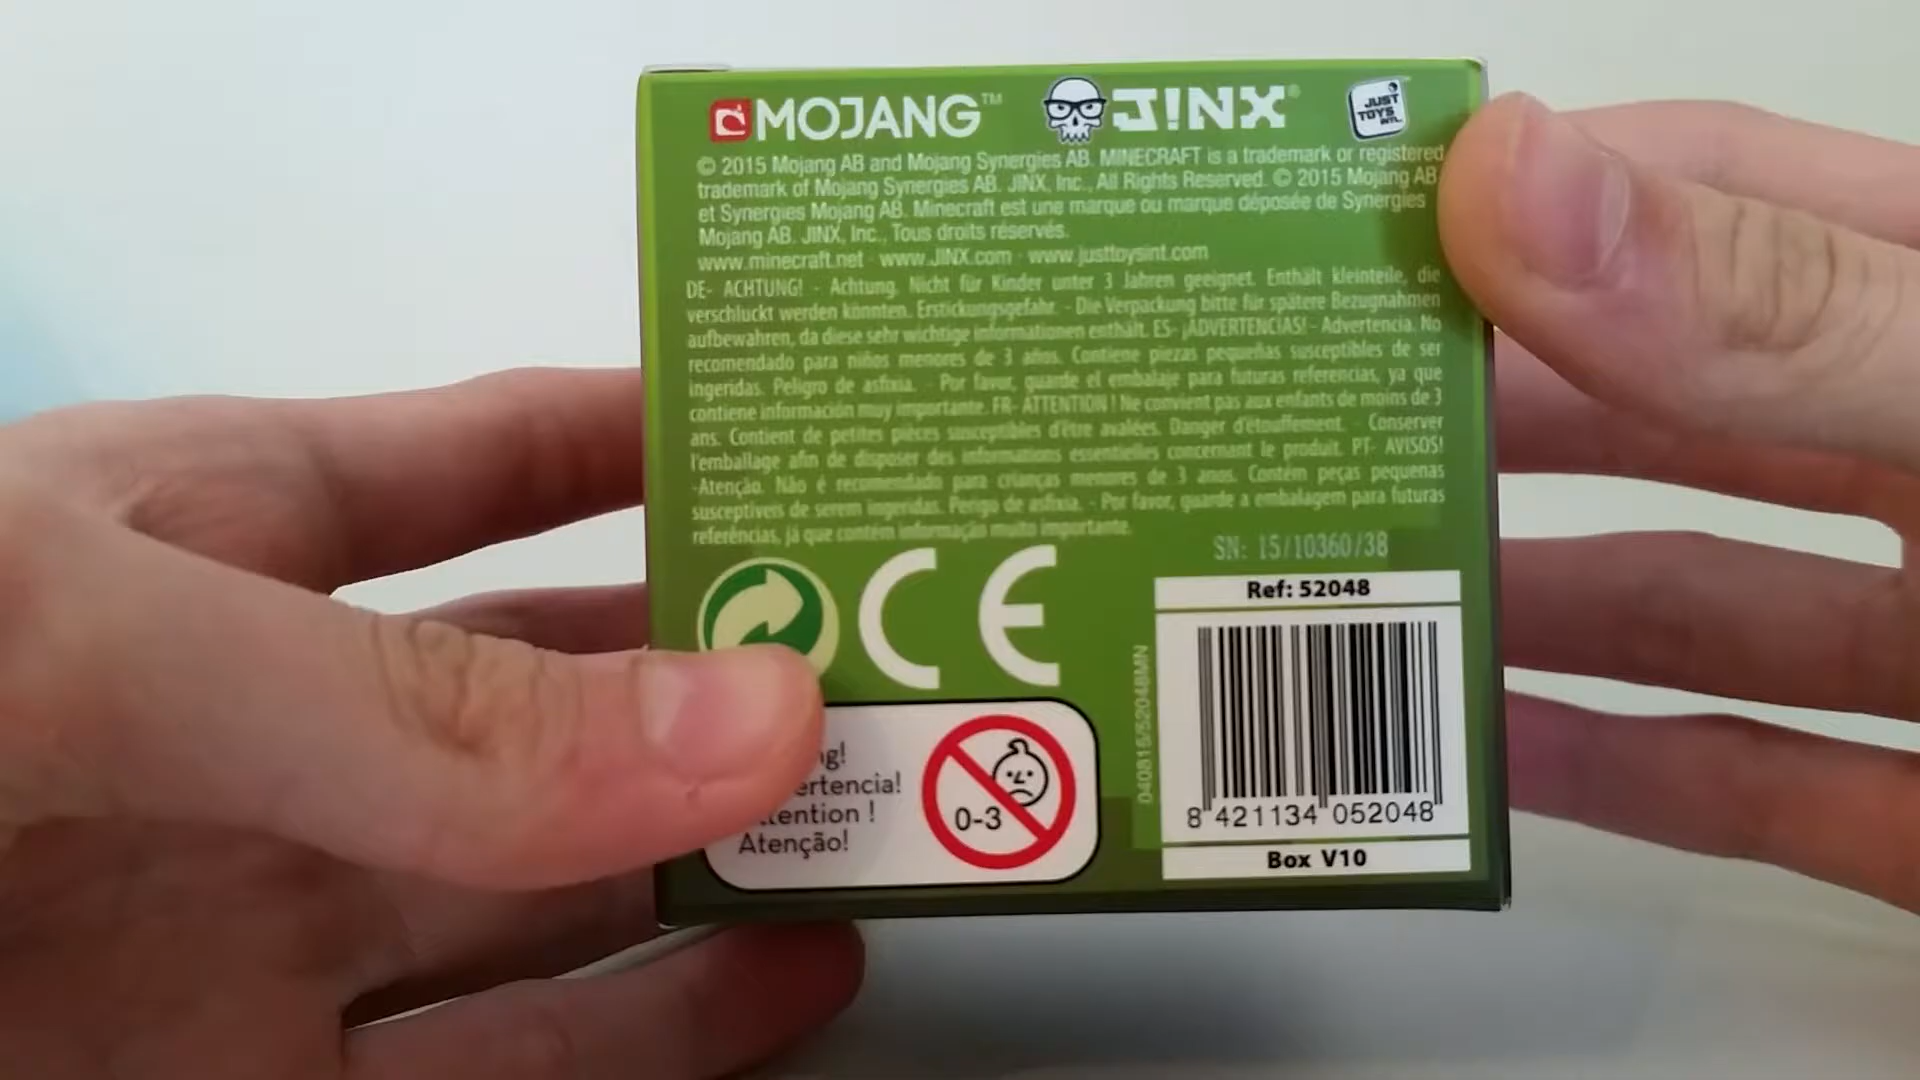 MOJANG™ J!NX® JUST TOYS INTL.
© 2015 Mojang AB and Mojang Synergies AB. MINECRAFT is a trademark or registered
trademark of Mojang Synergies AB. JINX, Inc., All Rights Reserved. © 2015 Mojang AB
et Synergies Mojang AB. Minecraft est une marque ou marque déposée de Synergies
Mojang AB. JINX, Inc., Tous droits réservés.
www.minecraft.net · www.JINX.com · www.justtoysint.com
DE- ACHTUNG! - Achtung. Nicht für Kinder unter 3 Jahren geeignet. Enthält kleinteile, die
verschluckt werden könnten. Erstickungsgefahr. - Die Verpackung bitte für spätere Bezugnahmen
aufbewahren, da diese sehr wichtige informationen enthält. ES- ¡ADVERTENCIAS! - Advertencia. No
recomendado para niños menores de 3 años. Contiene piezas pequeñas susceptibles de ser
ingeridas. Peligro de asfixia. - Por favor, guarde el embalaje para futuras referencias, ya que
contiene información muy importante. FR- ATTENTION ! Ne convient pas aux enfants de moins de 3
ans. Contient de petites pièces susceptibles d'être avalées. Danger d'étouffement. - Conserver
l'emballage afin de disposer des informations essentielles concernant le produit. PT- AVISOS!
-Atenção. Não é recomendado para crianças menores de 3 anos. Contém peças pequenas
susceptíveis de serem ingeridas. Perigo de asfixia. - Por favor, guarde a embalagem para futuras
referências, já que contém informação muito importante.
SN: 15/10360/38
CE
Ref: 52048
040815/52048MN
8 421134 052048
Box V10
ng!
ertencia!
ttention !
Atenção!
0-3